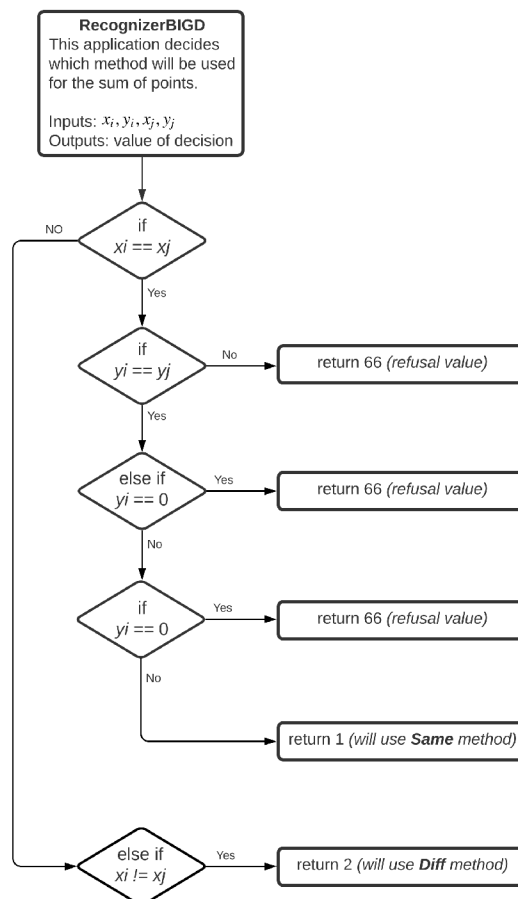 RecognizerBIGD
This application decides
which method will be used
for the sum of points.
Inputs: xi, yi, xj, yj
Outputs: value of decision
if
xi == xj
NO
Yes
if
yi == yj
No
return 66 (refusal value)
Yes
else if
yi == 0
Yes
return 66 (refusal value)
No
if
yi == 0
Yes
return 66 (refusal value)
No
return 1 (will use Same method)
else if
xi != xj
Yes
return 2 (will use Diff method)